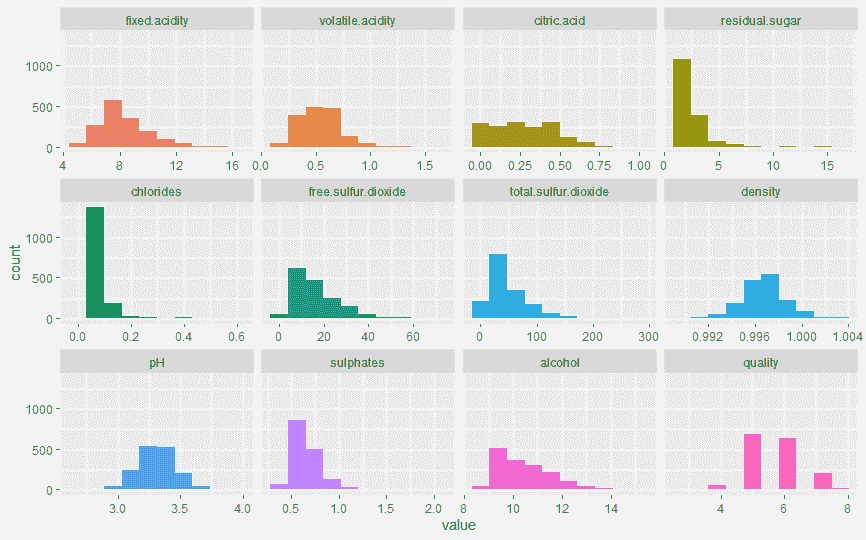 fixed.acidity volatile.acidity citric.acid residual.sugar
1000
500
0
4 8 12 16 0.0 0.5 1.0 1.5 0.00 0.25 0.50 0.75 1.00 0 5 10 15
chlorides free.sulfur.dioxide total.sulfur.dioxide density
count
1000
500
0
0.0 0.2 0.4 0.6 0 20 40 60 0 100 200 300 0.992 0.996 1.000 1.004
pH sulphates alcohol quality
1000
500
0
3.0 3.5 4.0 0.5 1.0 1.5 2.0 8 10 12 14 4 6 8
value